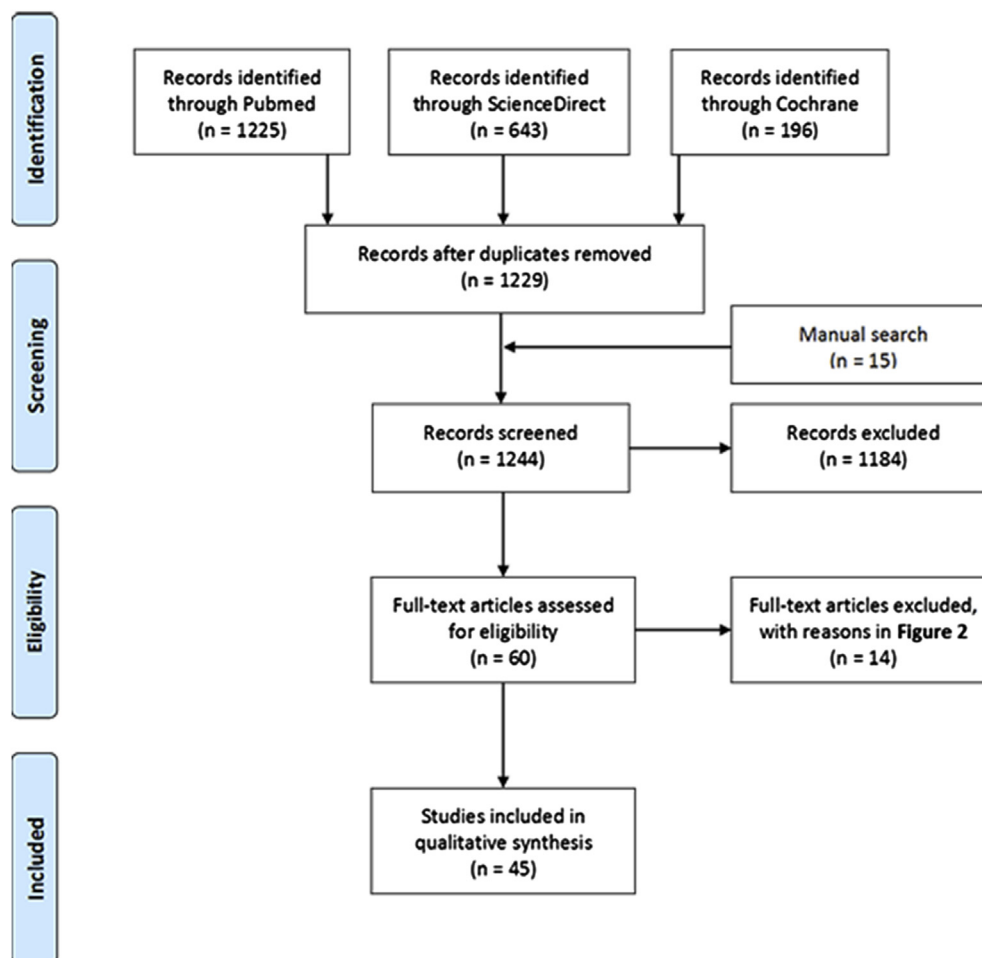 Identification
Records identified
through Pubmed
(n = 1225)
Records identified
through ScienceDirect
(n = 643)
Records identified
through Cochrane
(n = 196)
Records after duplicates removed
(n = 1229)
Screening
Manual search
(n = 15)
Records screened
(n = 1244)
Records excluded
(n = 1184)
Eligibility
Full-text articles assessed
for eligibility
(n = 60)
Full-text articles excluded,
with reasons in Figure 2
(n = 14)
Included
Studies included in
qualitative synthesis
(n = 45)